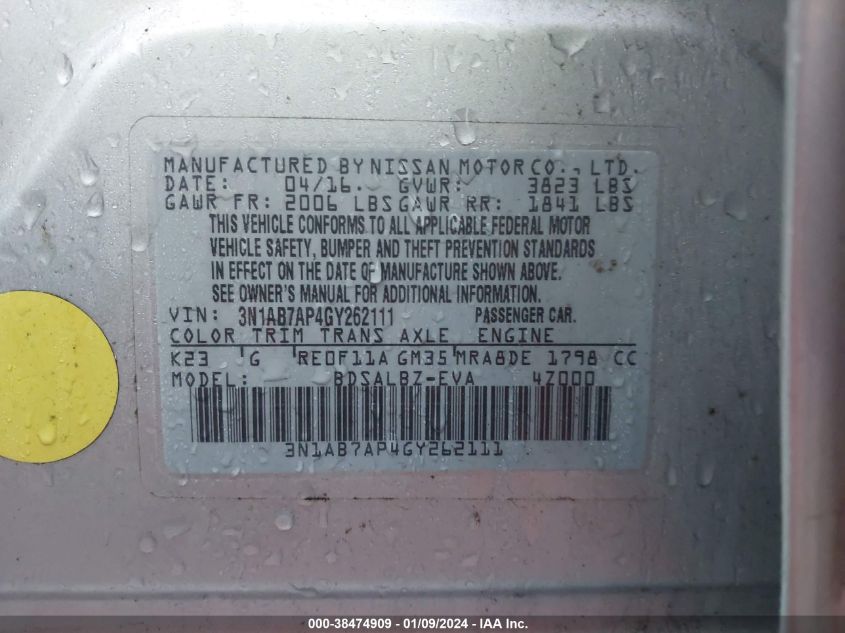 MANUFACTURED BY NISSAN MOTOR CO., LTD.
DATE: 04/16. GVWR: 3823 LBS
GAWR FR: 2006 LBS GAWR RR: 1841 LBS
THIS VEHICLE CONFORMS TO ALL APPLICABLE FEDERAL MOTOR
VEHICLE SAFETY, BUMPER AND THEFT PREVENTION STANDARDS
IN EFFECT ON THE DATE OF MANUFACTURE SHOWN ABOVE.
SEE OWNER'S MANUAL FOR ADDITIONAL INFORMATION.
VIN: 3N1AB7AP4GY262111 PASSENGER CAR.
COLOR TRIM TRANS AXLE ENGINE
K23 G RE0F11A GM35 MRA8DE 1798 CC
MODEL: BDSALBZ-EVA 4Z000
3N1AB7AP4GY262111
000-38474909 - 01/09/2024 - IAA Inc.